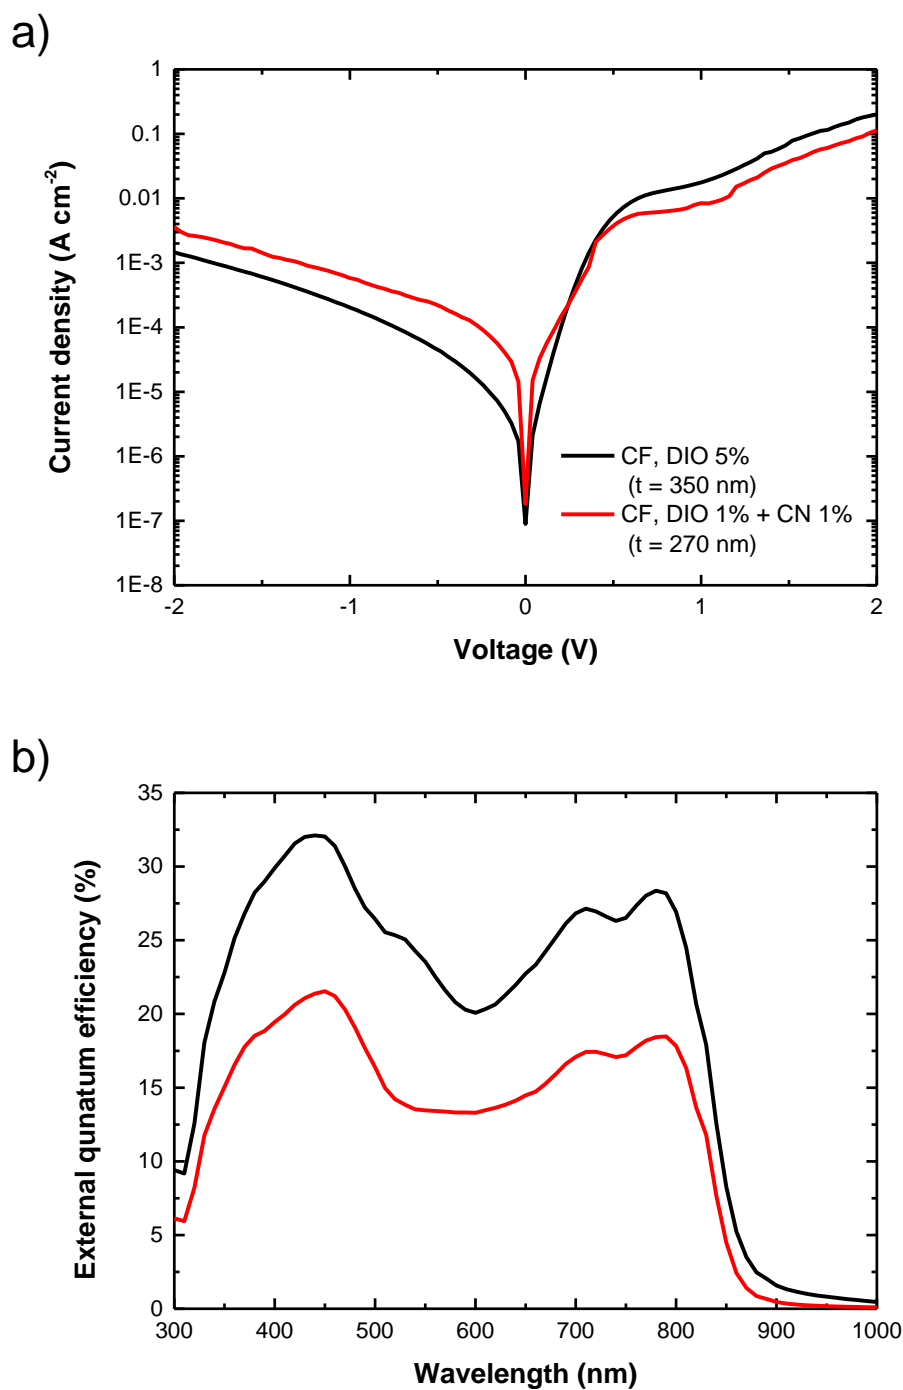 a)
Current density (A cm-2)
1
0.1
0.01
1E-3
1E-4
1E-5
1E-6
1E-7
1E-8
CF, DIO 5%
(t = 350 nm)
CF, DIO 1% + CN 1%
(t = 270 nm)
-2 -1 0 1 2
Voltage (V)
b)
External qunatum efficiency (%)
35
30
25
20
15
10
5
0
300 400 500 600 700 800 900 1000
Wavelength (nm)